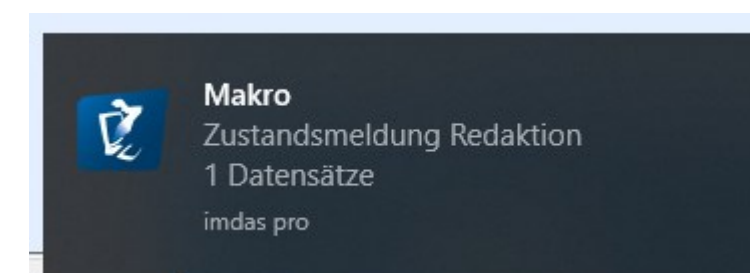 Makro
Zustandsmeldung Redaktion
1 Datensätze
imdas pro